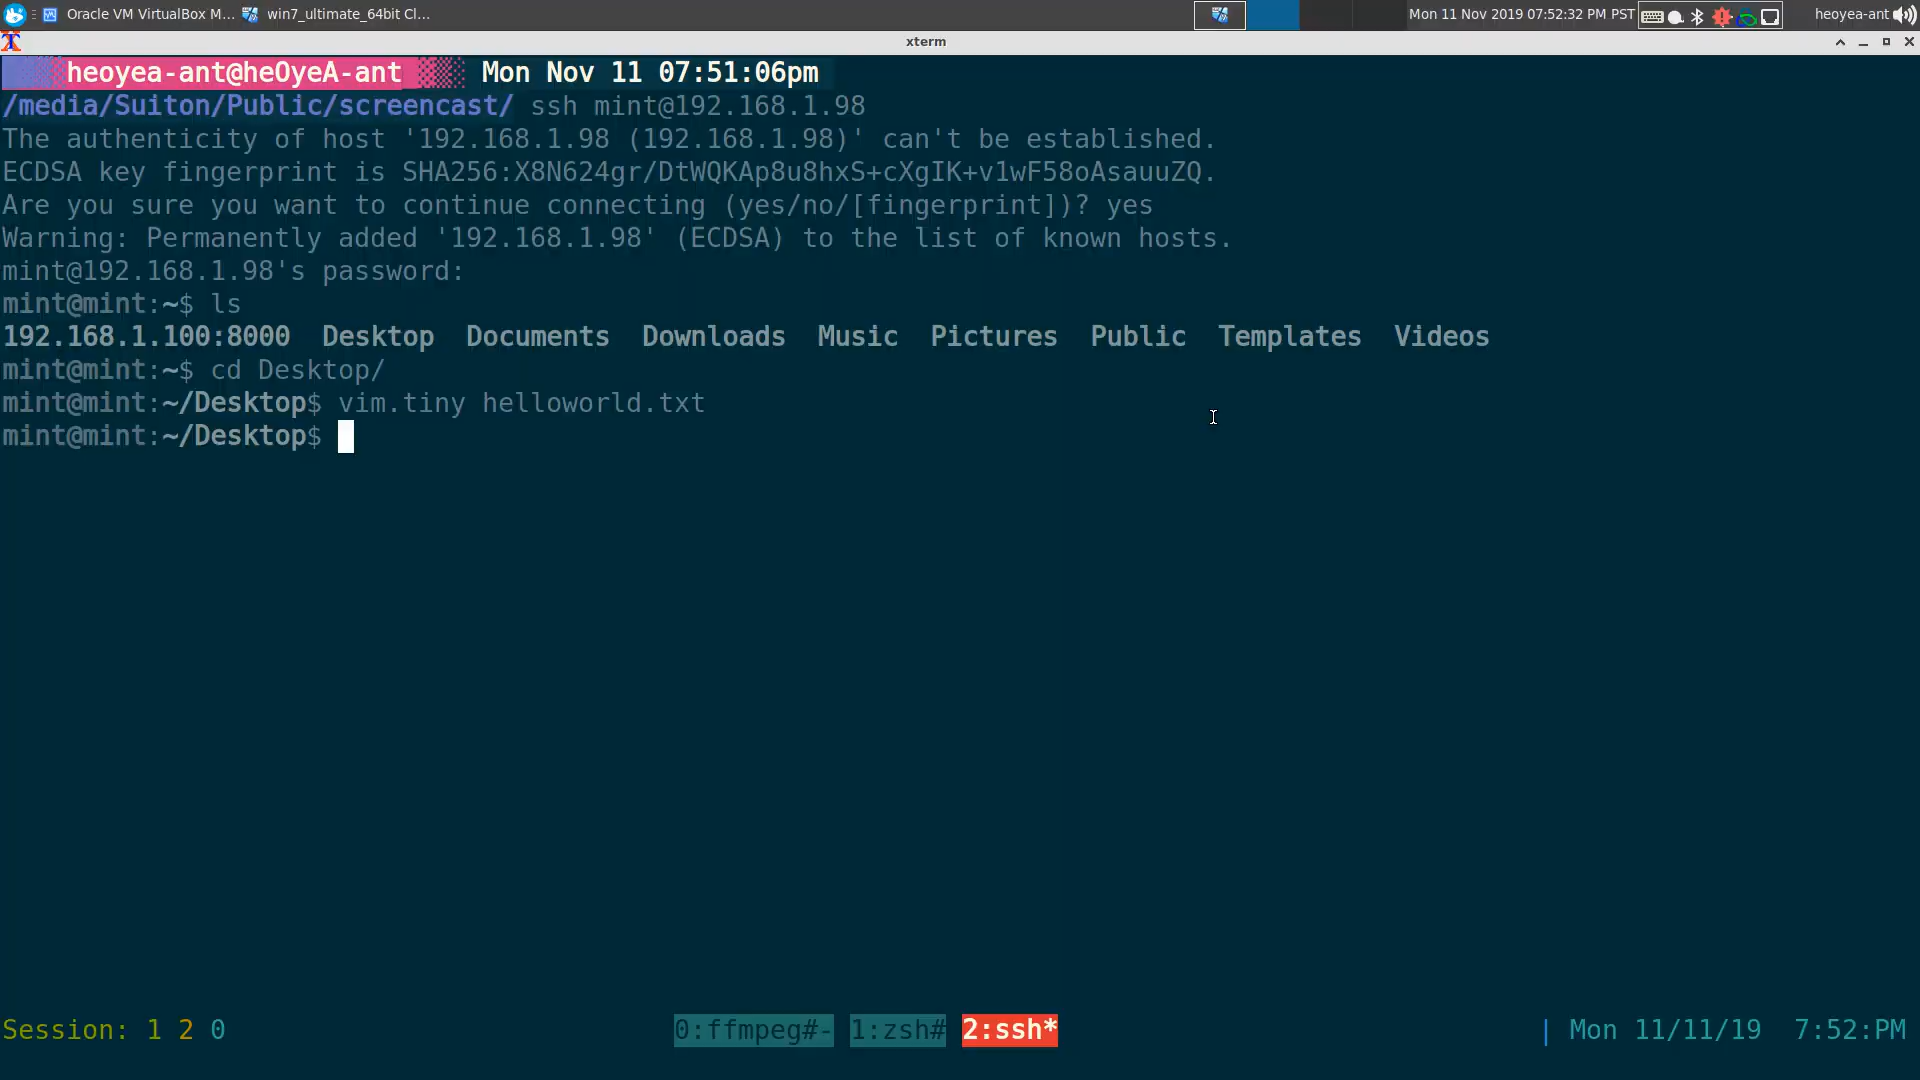 Oracle VM VirtualBox M... win7_ultimate_64bit Cl... Mon 11 Nov 2019 07:52:32 PM PST heoyea-ant
xterm
heoyea-ant@heOyeA-ant Mon Nov 11 07:51:06pm
/media/Suiton/Public/screencast/ ssh mint@192.168.1.98
The authenticity of host '192.168.1.98 (192.168.1.98)' can't be established.
ECDSA key fingerprint is SHA256:X8N624gr/DtWQKAp8u8hxS+cXgIK+v1wF58oAsauuZQ.
Are you sure you want to continue connecting (yes/no/[fingerprint])? yes
Warning: Permanently added '192.168.1.98' (ECDSA) to the list of known hosts.
mint@192.168.1.98's password:
mint@mint:~$ ls
192.168.1.100:8000 Desktop Documents Downloads Music Pictures Public Templates Videos
mint@mint:~$ cd Desktop/
mint@mint:~/Desktop$ vim.tiny helloworld.txt
mint@mint:~/Desktop$
Session: 1 2 0 0:ffmpeg#- 1:zsh# 2:ssh* | Mon 11/11/19 7:52:PM